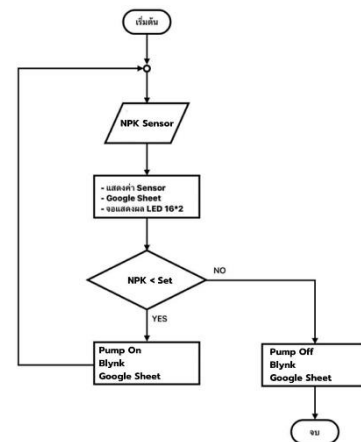 เริ่มต้น
NPK Sensor
- แสดงค่า Sensor
- Google Sheet
- จอแสดงผล LED 16*2
NPK < Set
NO
YES
Pump On
Blynk
Google Sheet
Pump Off
Blynk
Google Sheet
จบ